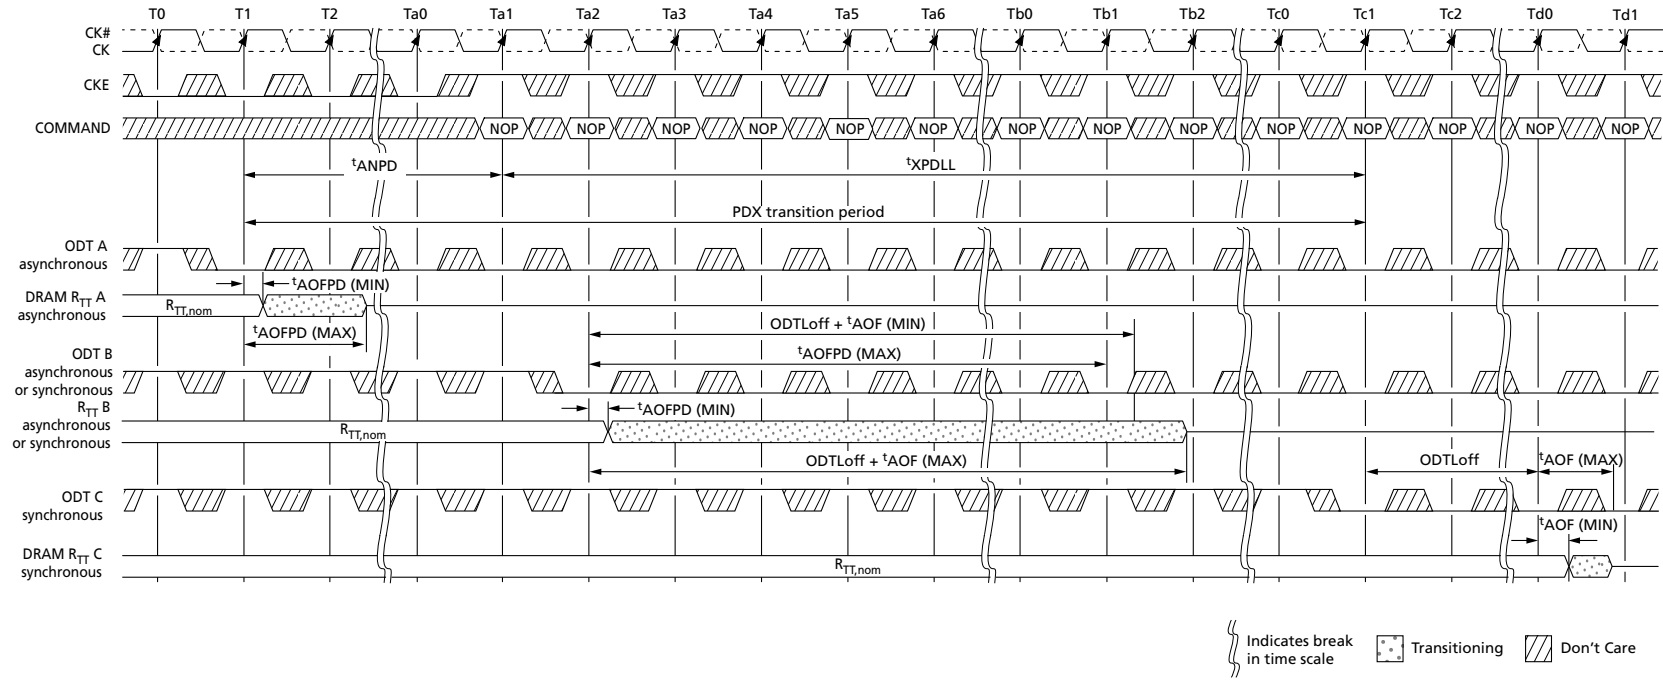 T0 T1 T2 Ta0 Ta1 Ta2 Ta3 Ta4 Ta5 Ta6 Tb0 Tb1 Tb2 Tc0 Tc1 Tc2 Td0 Td1
CK#
CK
CKE
COMMAND NOP NOP NOP NOP NOP NOP NOP NOP NOP NOP NOP NOP NOP NOP
tANPD tXPDLL
PDX transition period
ODT A
asynchronous
tAOFPD (MIN)
DRAM RTT A
asynchronous
RTT,nom
tAOFPD (MAX)
ODTLoff + tAOF (MIN)
tAOFPD (MAX)
ODT B
asynchronous
or synchronous
tAOFPD (MIN)
RTT B
asynchronous
or synchronous
RTT,nom
ODTLoff + tAOF (MAX)
ODTLoff tAOF (MAX)
ODT C
synchronous
tAOF (MIN)
DRAM RTT C
synchronous
RTT,nom
Indicates break
in time scale
Transitioning
Don't Care